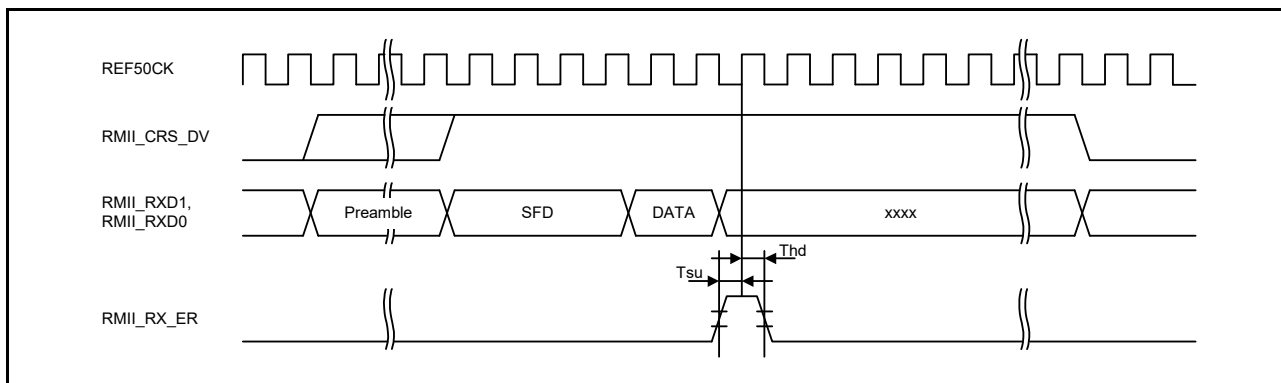 REF50CK
RMII_CRS_DV
RMII_RXD1,
RMII_RXD0
Preamble
SFD
DATA
xxxx
Thd
Tsu
RMII_RX_ER